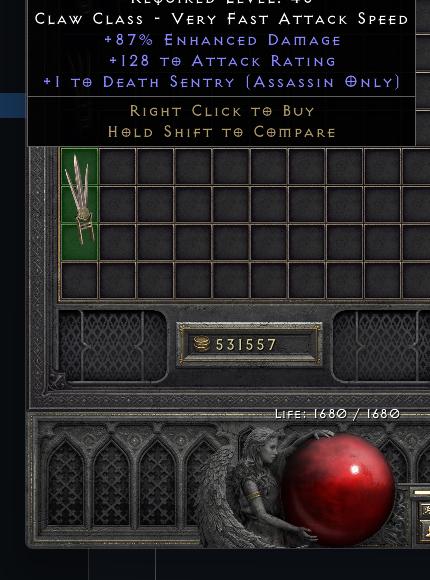 Claw Class - Very Fast Attack Speed
+87% Enhanced Damage
+128 to Attack Rating
+1 to Death Sentry (Assassin Only)
Right Click to Buy
Hold Shift to Compare
531557
Life: 1680 / 1680